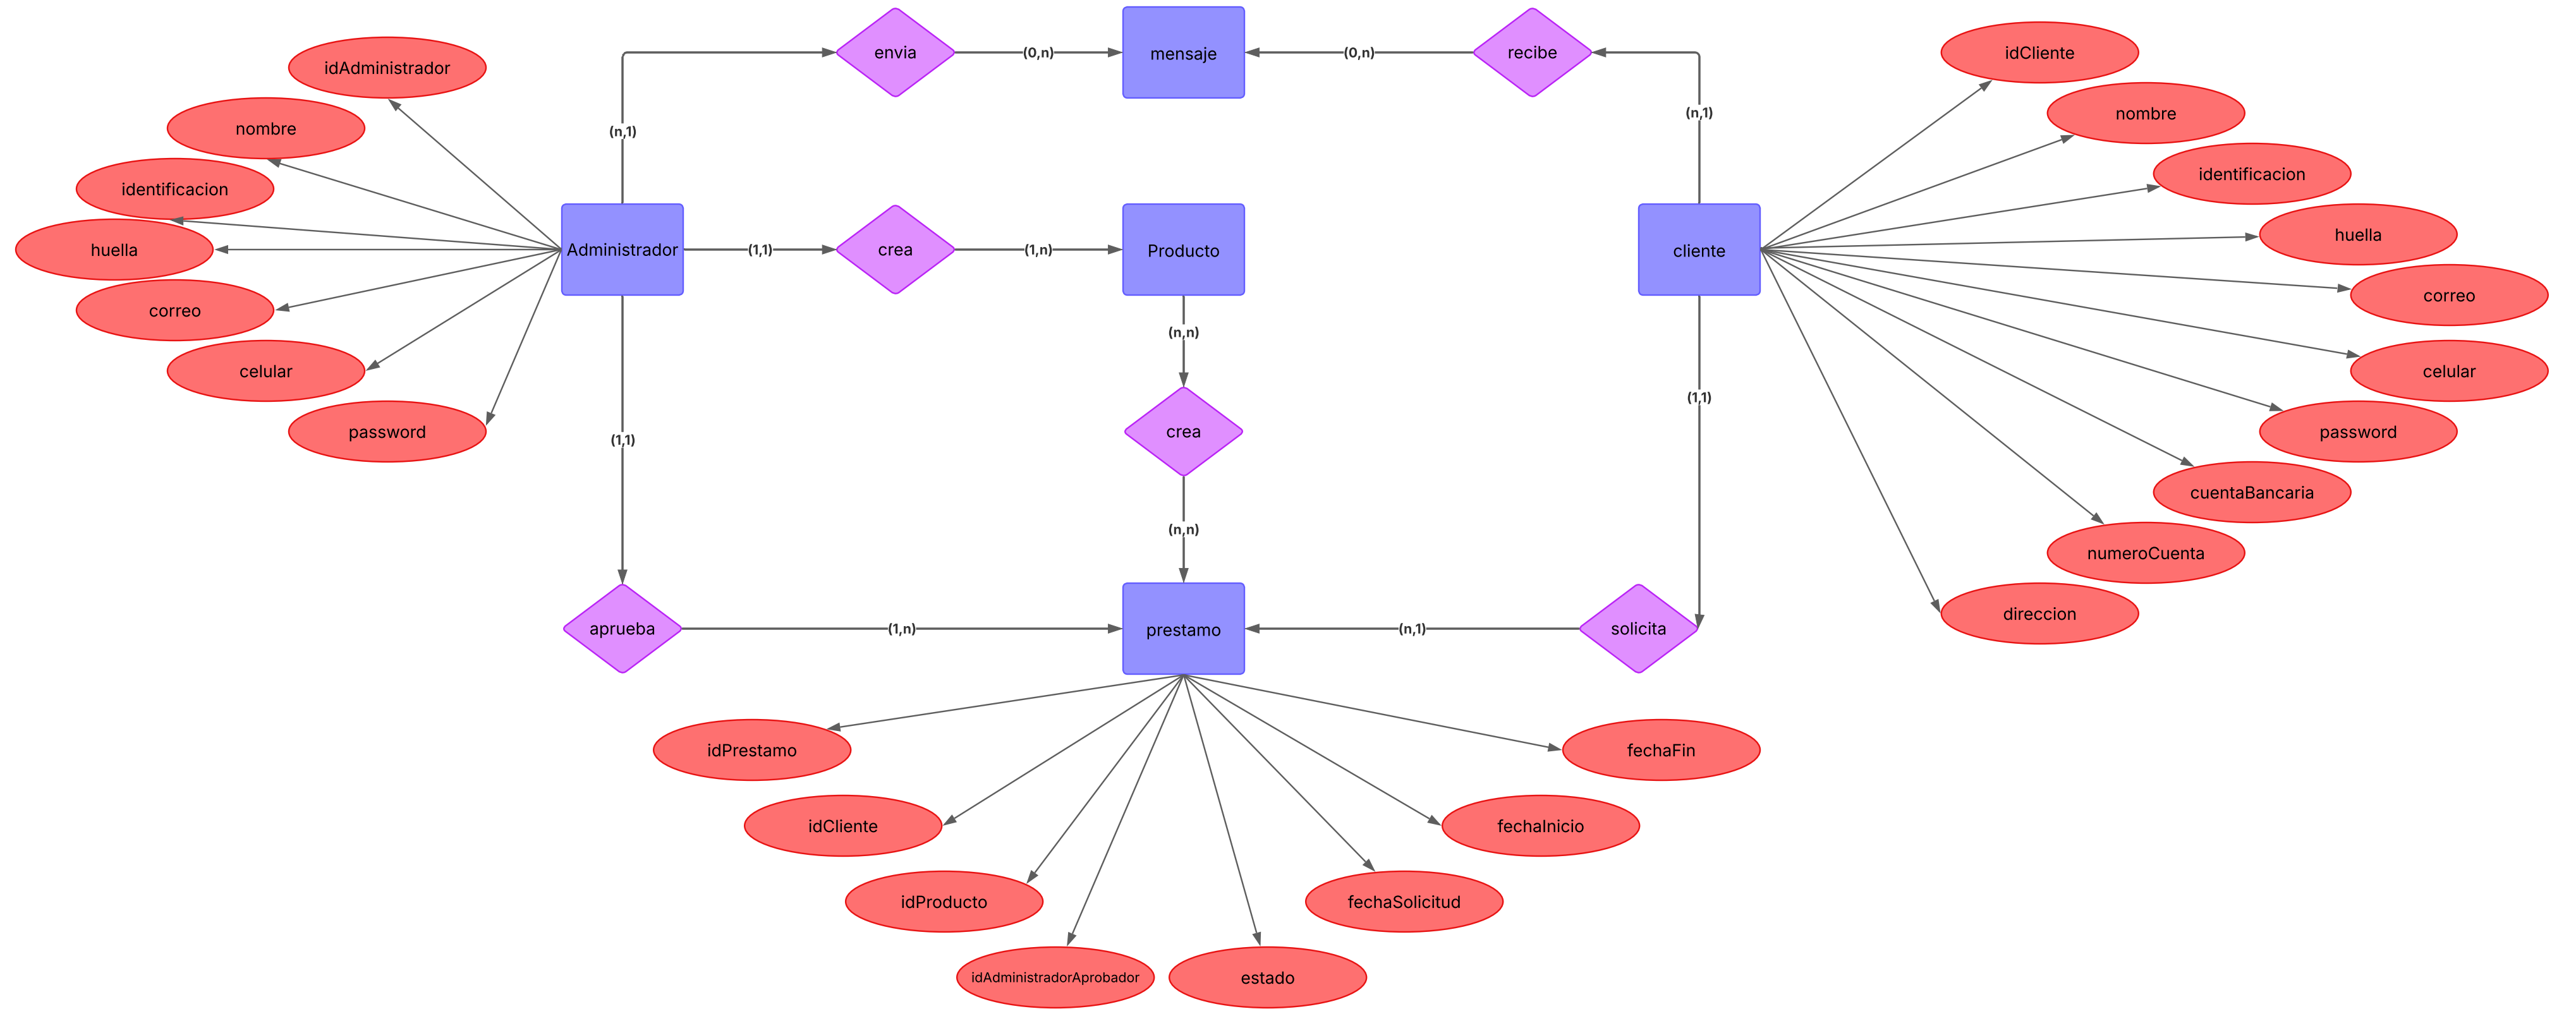 envia
(0,n)
mensaje
(0,n)
recibe
idCliente
idAdministrador
nombre
(n,1)
nombre
(n,1)
identificacion
identificacion
huella
huella
Administrador
(1,1)
crea
(1,n)
Producto
cliente
correo
correo
(n,n)
celular
celular
(1,1)
password
(1,1)
crea
password
cuentaBancaria
(n,n)
numeroCuenta
direccion
aprueba
(1,n)
prestamo
(n,1)
solicita
idPrestamo
fechaFin
idCliente
fechaInicio
idProducto
fechaSolicitud
idAdministradorAprobador
estado